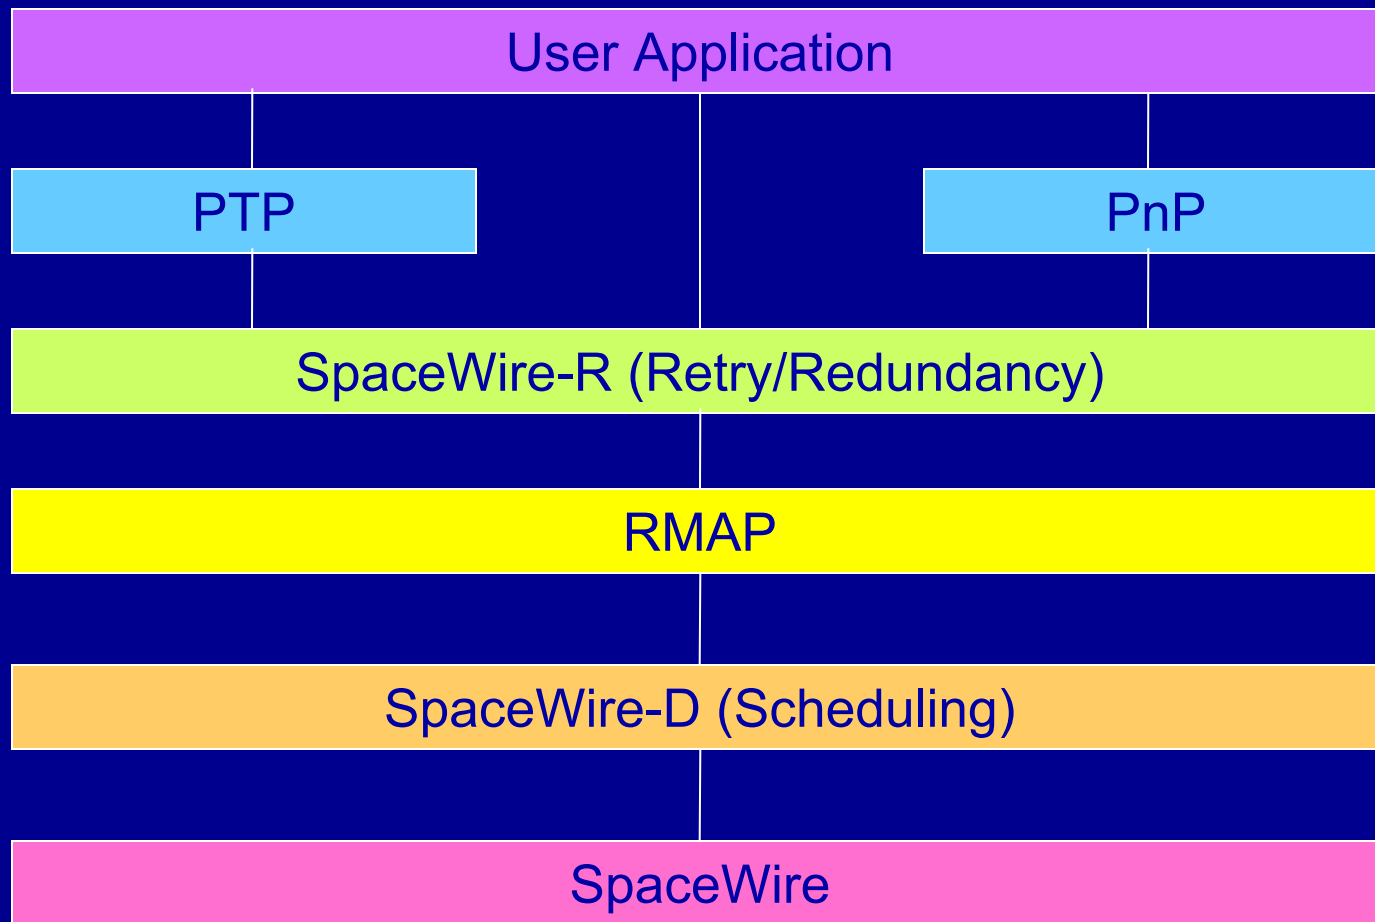 User Application
PTP
PnP
SpaceWire-R (Retry/Redundancy)
RMAP
SpaceWire-D (Scheduling)
SpaceWire